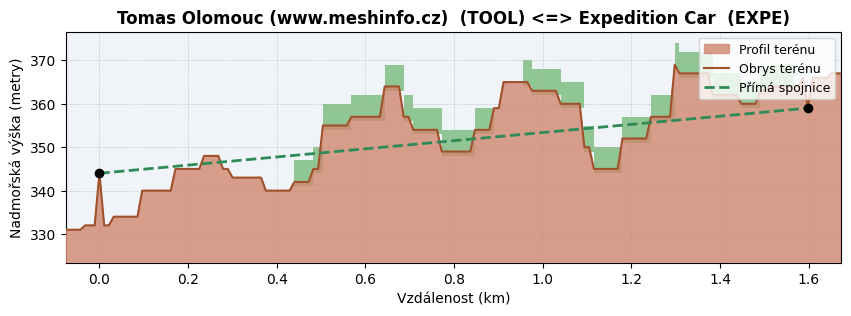 Tomas Olomouc (www.meshinfo.cz)  (TOOL) <=> Expedition Car  (EXPE)
Nadmořská výška (metry)
370
360
350
340
330
Profil terénu
Obrys terénu
Přímá spojnice
0.0 0.2 0.4 0.6 0.8 1.0 1.2 1.4 1.6
Vzdálenost (km)